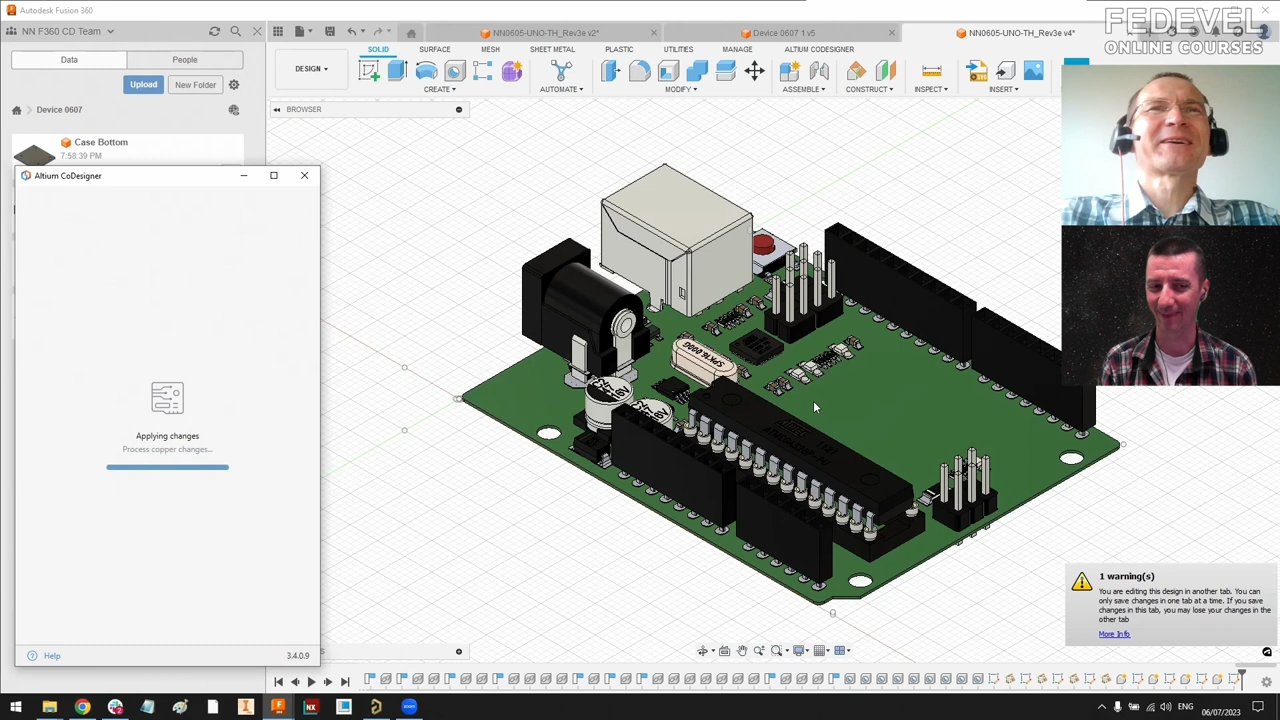 Autodesk Fusion 360
NN F360 CD Team
NN0605-UNO-TH_Rev3e v2*
Device 0607 1 v5
NN0605-UNO-TH_Rev3e v4*
FEDEVEL
ONLINE COURSES
Data
People
SOLID
SURFACE
MESH
SHEET METAL
PLASTIC
UTILITIES
MANAGE
ALTIUM CODESIGNER
DESIGN
Upload
New Folder
CREATE
AUTOMATE
MODIFY
ASSEMBLE
CONSTRUCT
INSPECT
INSERT
Device 0607
BROWSER
Case Bottom
7:58:39 PM
Altium CoDesigner
Applying changes
Process copper changes...
1 warning(s)
You are editing this design in another tab. You can
only save changes in one tab at a time. If you save
changes in this tab, you may lose your changes in the
other tab
More Info
Help
3.4.0.9
ENG
06/07/2023